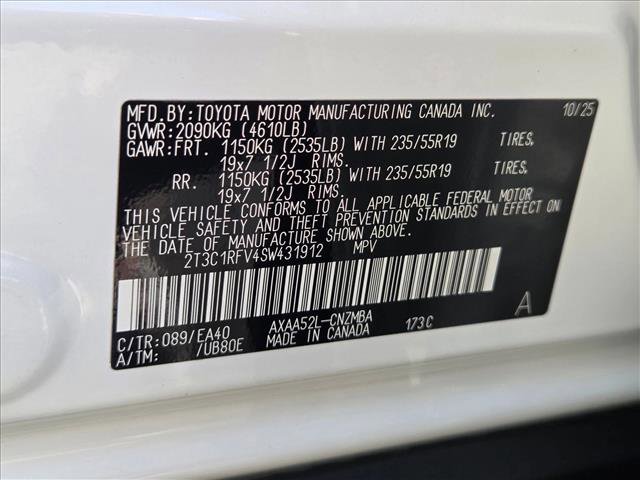 MFD.BY:TOYOTA MOTOR MANUFACTURING CANADA INC. 10/25
GVWR:2090KG (4610LB)
GAWR:FRT. 1150KG (2535LB) WITH 235/55R19 TIRES,
19x7 1/2J RIMS.
RR. 1150KG (2535LB) WITH 235/55R19 TIRES,
19x7 1/2J RIMS.
THIS VEHICLE CONFORMS TO ALL APPLICABLE FEDERAL MOTOR
VEHICLE SAFETY AND THEFT PREVENTION STANDARDS IN EFFECT ON
THE DATE OF MANUFACTURE SHOWN ABOVE.
2T3C1RFV4SW431912 MPV
C/TR:089/EA40 AXAA52L-CNZMBA 173C A
A/TM: /UB80E MADE IN CANADA